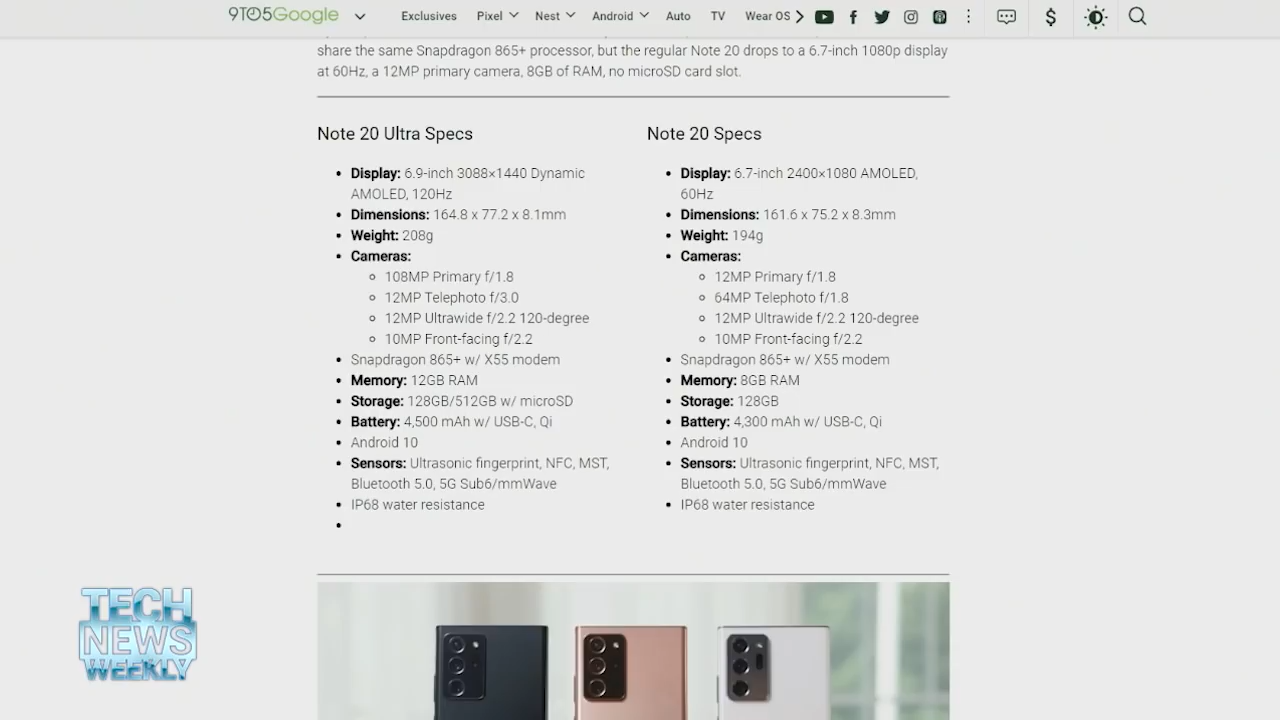 9TO5Google
Exclusives Pixel Nest Android Auto TV Wear OS
share the same Snapdragon 865+ processor, but the regular Note 20 drops to a 6.7-inch 1080p display
at 60Hz, a 12MP primary camera, 8GB of RAM, no microSD card slot.
Note 20 Ultra Specs
Display: 6.9-inch 3088×1440 Dynamic
AMOLED, 120Hz
Dimensions: 164.8 x 77.2 x 8.1mm
Weight: 208g
Cameras:
108MP Primary f/1.8
12MP Telephoto f/3.0
12MP Ultrawide f/2.2 120-degree
10MP Front-facing f/2.2
Snapdragon 865+ w/ X55 modem
Memory: 12GB RAM
Storage: 128GB/512GB w/ microSD
Battery: 4,500 mAh w/ USB-C, Qi
Android 10
Sensors: Ultrasonic fingerprint, NFC, MST,
Bluetooth 5.0, 5G Sub6/mmWave
IP68 water resistance
Note 20 Specs
Display: 6.7-inch 2400×1080 AMOLED,
60Hz
Dimensions: 161.6 x 75.2 x 8.3mm
Weight: 194g
Cameras:
12MP Primary f/1.8
64MP Telephoto f/1.8
12MP Ultrawide f/2.2 120-degree
10MP Front-facing f/2.2
Snapdragon 865+ w/ X55 modem
Memory: 8GB RAM
Storage: 128GB
Battery: 4,300 mAh w/ USB-C, Qi
Android 10
Sensors: Ultrasonic fingerprint, NFC, MST,
Bluetooth 5.0, 5G Sub6/mmWave
IP68 water resistance
TECH
NEWS
WEEKLY